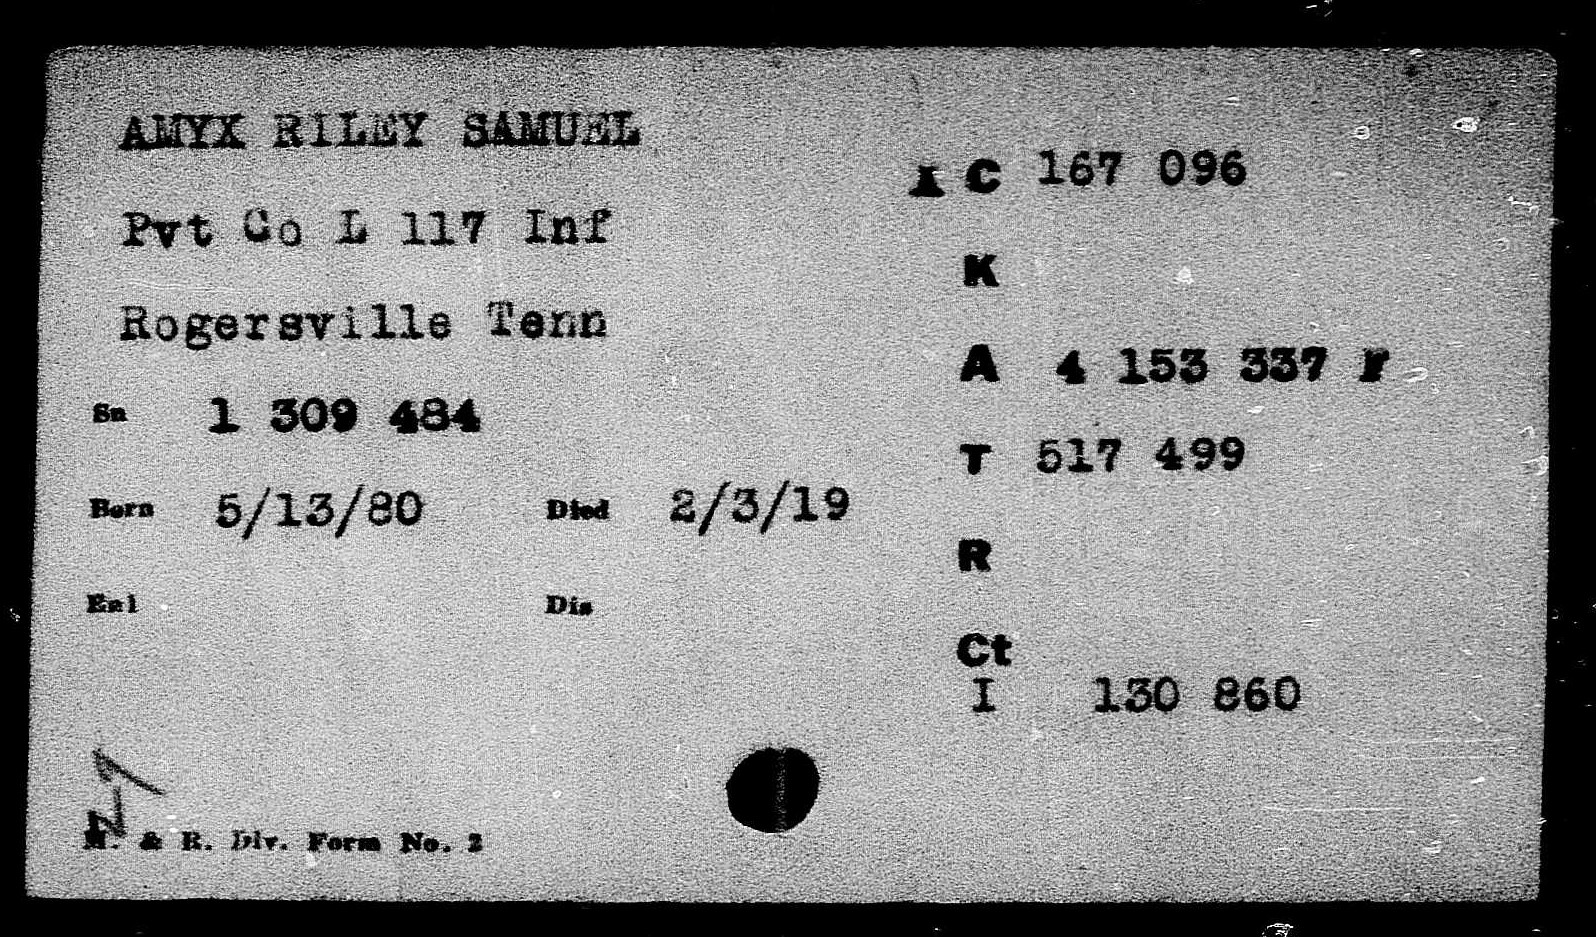 AMYX RILEY SAMUEL
Pvt Co L 117 Inf
Rogersville Tenn
Sn 1 309 484
Born 5/13/80 Died 2/3/19
Enl Dis
X C 167 096
K
A 4 153 337
T 517 499
R
Ct
I 130 860
& R. Div. Form No. 2